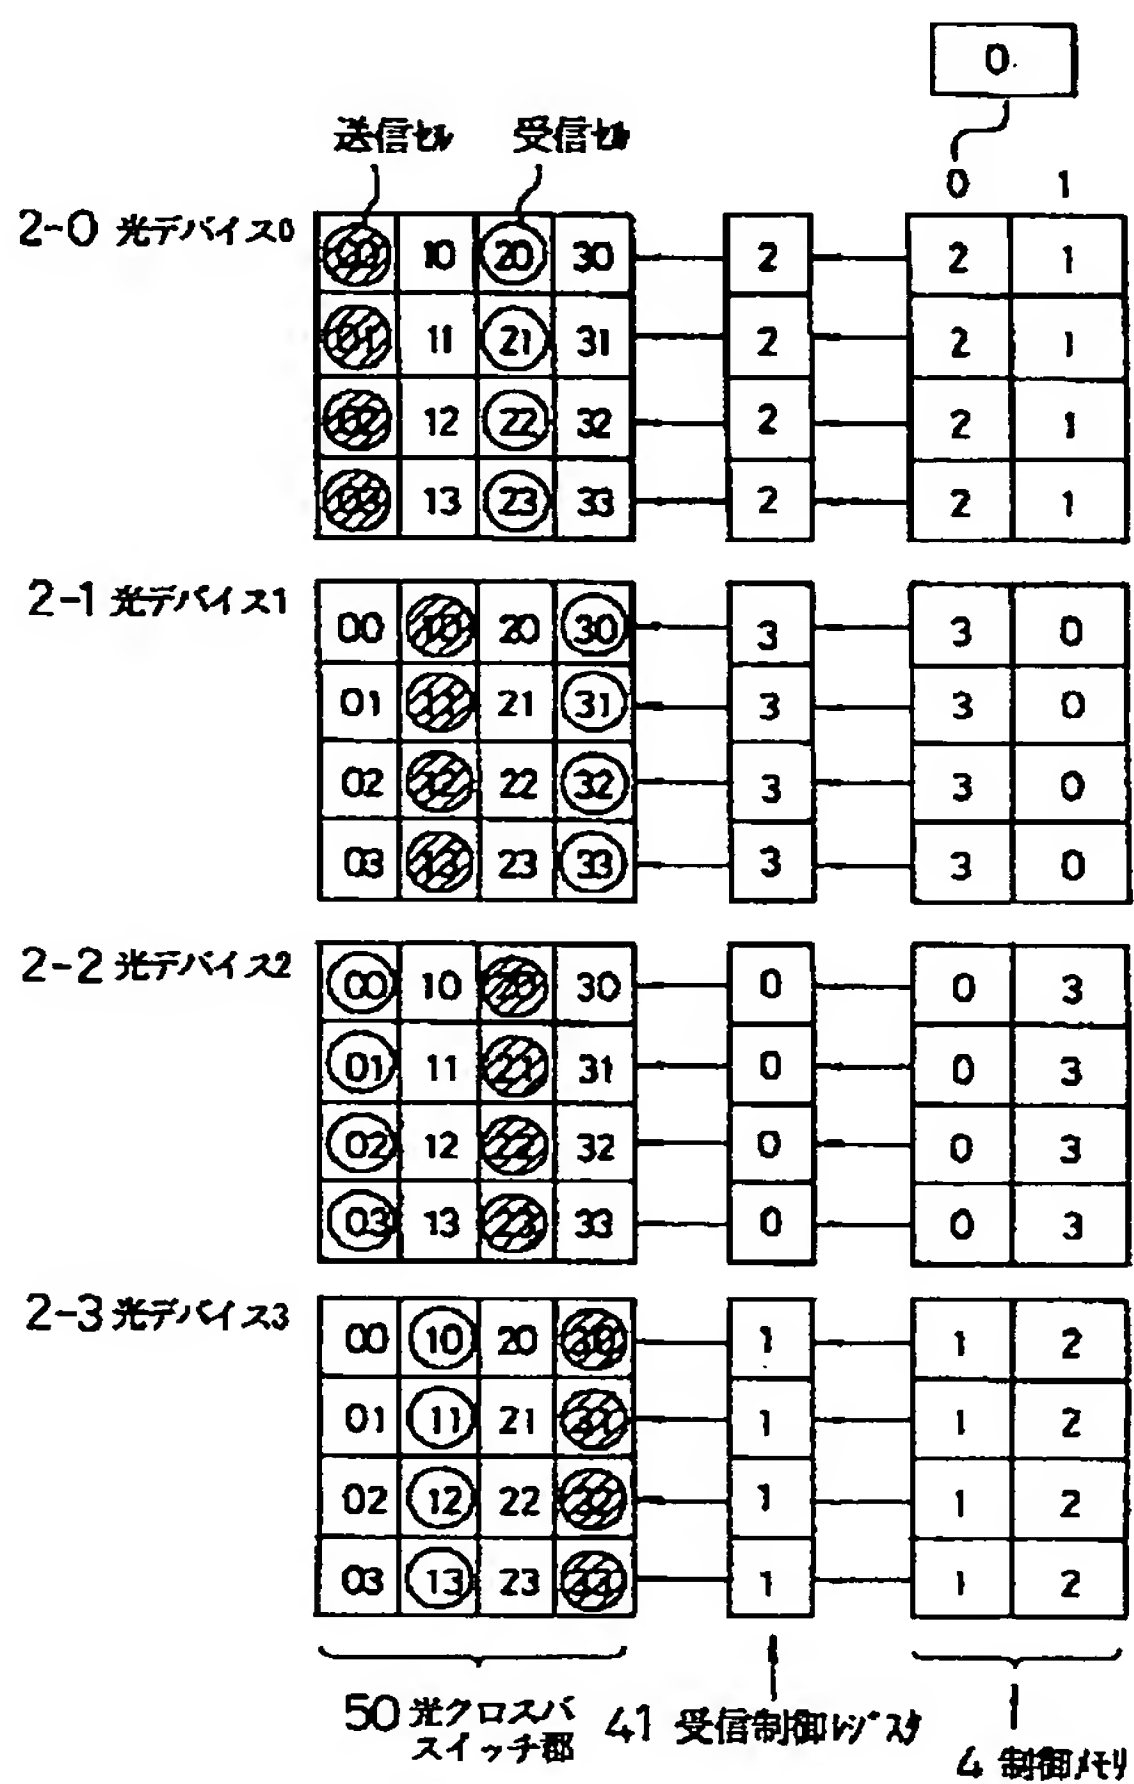 0
送信セル 受信セル
0 1
2-0 光デバイス0
00 10 20 30 2 2 1
01 11 21 31 2 2 1
02 12 22 32 2 2 1
03 13 23 33 2 2 1
2-1 光デバイス1
00 10 20 30 3 3 0
01 11 21 31 3 3 0
02 12 22 32 3 3 0
03 13 23 33 3 3 0
2-2 光デバイス2
00 10 20 30 0 0 3
01 11 21 31 0 0 3
02 12 22 32 0 0 3
03 13 23 33 0 0 3
2-3 光デバイス3
00 10 20 30 1 1 2
01 11 21 31 1 1 2
02 12 22 32 1 1 2
03 13 23 33 1 1 2
50 光クロスバ
スイッチ郡
41 受信制御レジスタ
4 制御メモリ